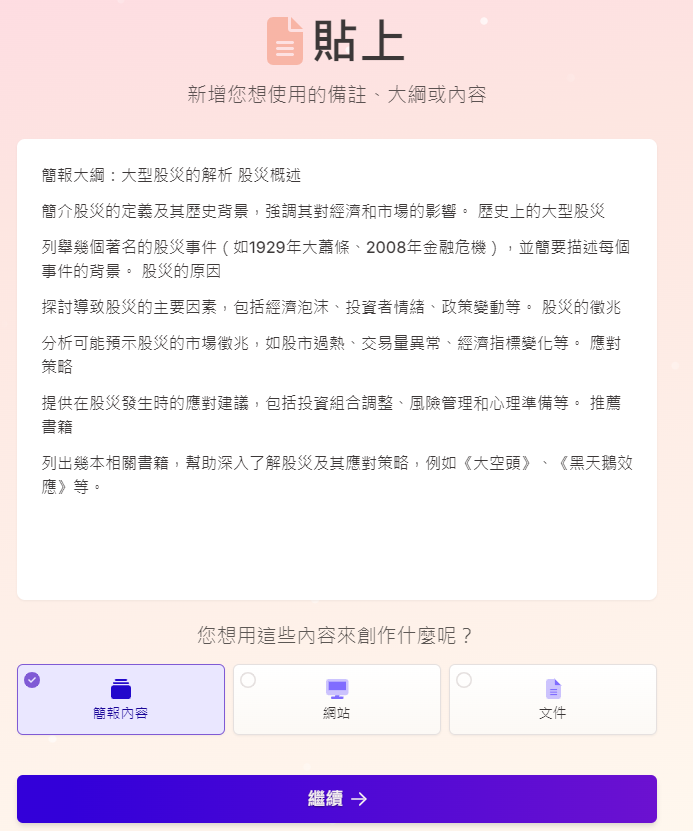 貼上
新增您想使用的備註、大綱或內容
簡報大綱：大型股災的解析 股災概述
簡介股災的定義及其歷史背景，強調其對經濟和市場的影響。 歷史上的大型股災
列舉幾個著名的股災事件（如1929年大蕭條、2008年金融危機），並簡要描述每個
事件的背景。 股災的原因
探討導致股災的主要因素，包括經濟泡沫、投資者情緒、政策變動等。 股災的徵兆
分析可能預示股災的市場徵兆，如股市過熱、交易量異常、經濟指標變化等。 應對
策略
提供在股災發生時的應對建議，包括投資組合調整、風險管理和心理準備等。 推薦
書籍
列出幾本相關書籍，幫助深入了解股災及其應對策略，例如《大空頭》、《黑天鵝效
應》等。
您想用這些內容來創作什麼呢？
簡報內容
網站
文件
繼續 →